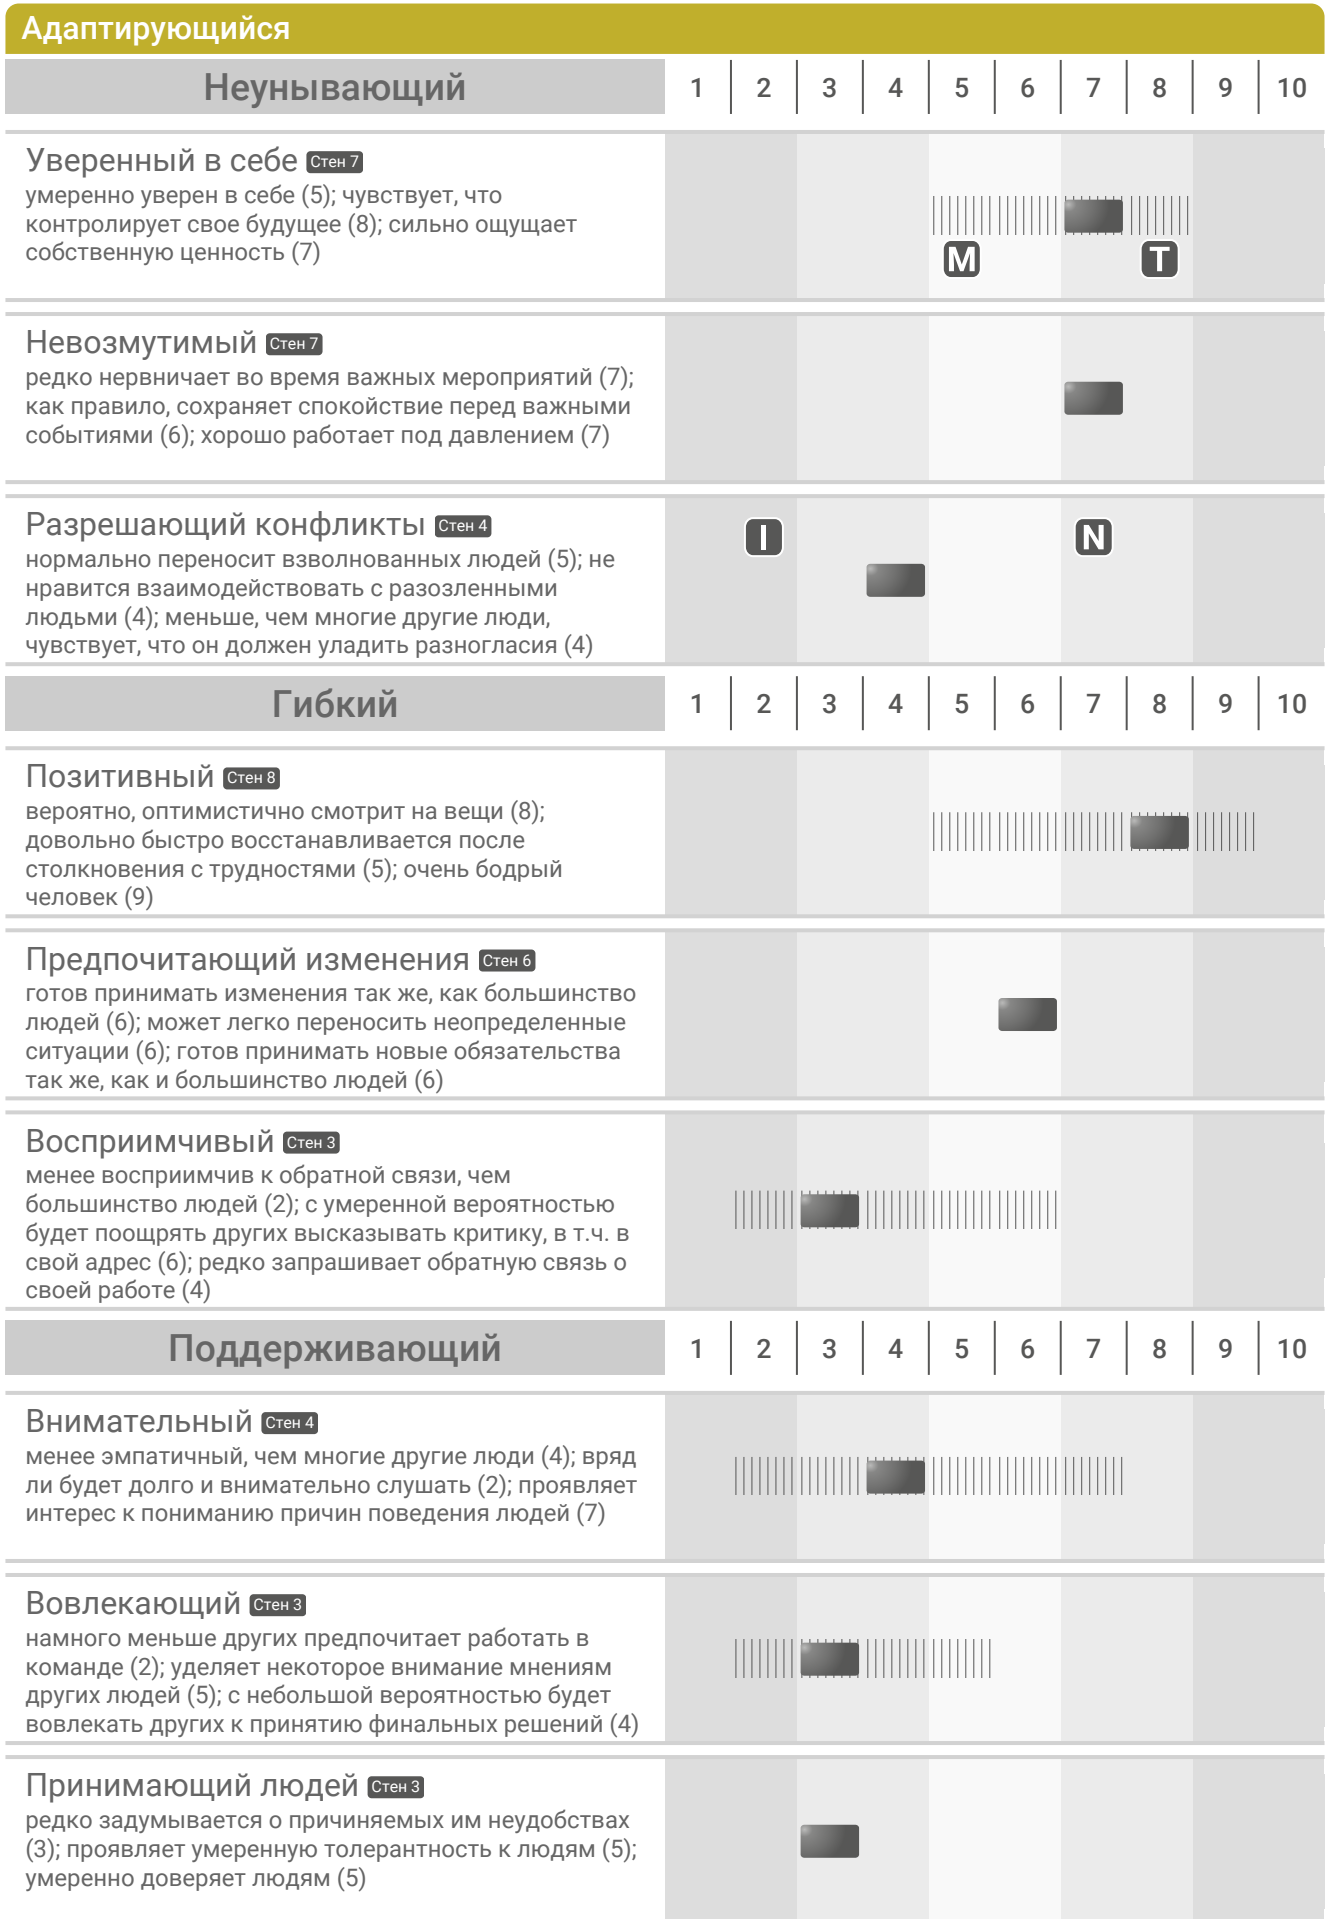 Адаптирующийся
Неунывающий 1 2 3 4 5 6 7 8 9 10
Уверенный в себе Стен 7
умеренно уверен в себе (5); чувствует, что
контролирует свое будущее (8); сильно ощущает
собственную ценность (7)
M T
Невозмутимый Стен 7
редко нервничает во время важных мероприятий (7);
как правило, сохраняет спокойствие перед важными
событиями (6); хорошо работает под давлением (7)
Разрешающий конфликты Стен 4
I N
нормально переносит взволнованных людей (5); не
нравится взаимодействовать с разозленными
людьми (4); меньше, чем многие другие люди,
чувствует, что он должен уладить разногласия (4)
Гибкий 1 2 3 4 5 6 7 8 9 10
Позитивный Стен 8
вероятно, оптимистично смотрит на вещи (8);
довольно быстро восстанавливается после
столкновения с трудностями (5); очень бодрый
человек (9)
Предпочитающий изменения Стен 6
готов принимать изменения так же, как большинство
людей (6); может легко переносить неопределенные
ситуации (6); готов принимать новые обязательства
так же, как и большинство людей (6)
Восприимчивый Стен 3
менее восприимчив к обратной связи, чем
большинство людей (2); с умеренной вероятностью
будет поощрять других высказывать критику, в т.ч. в
свой адрес (6); редко запрашивает обратную связь о
своей работе (4)
Поддерживающий 1 2 3 4 5 6 7 8 9 10
Внимательный Стен 4
менее эмпатичный, чем многие другие люди (4); вряд
ли будет долго и внимательно слушать (2); проявляет
интерес к пониманию причин поведения людей (7)
Вовлекающий Стен 3
намного меньше других предпочитает работать в
команде (2); уделяет некоторое внимание мнениям
других людей (5); с небольшой вероятностью будет
вовлекать других к принятию финальных решений (4)
Принимающий людей Стен 3
редко задумывается о причиняемых им неудобствах
(3); проявляет умеренную толерантность к людям (5);
умеренно доверяет людям (5)